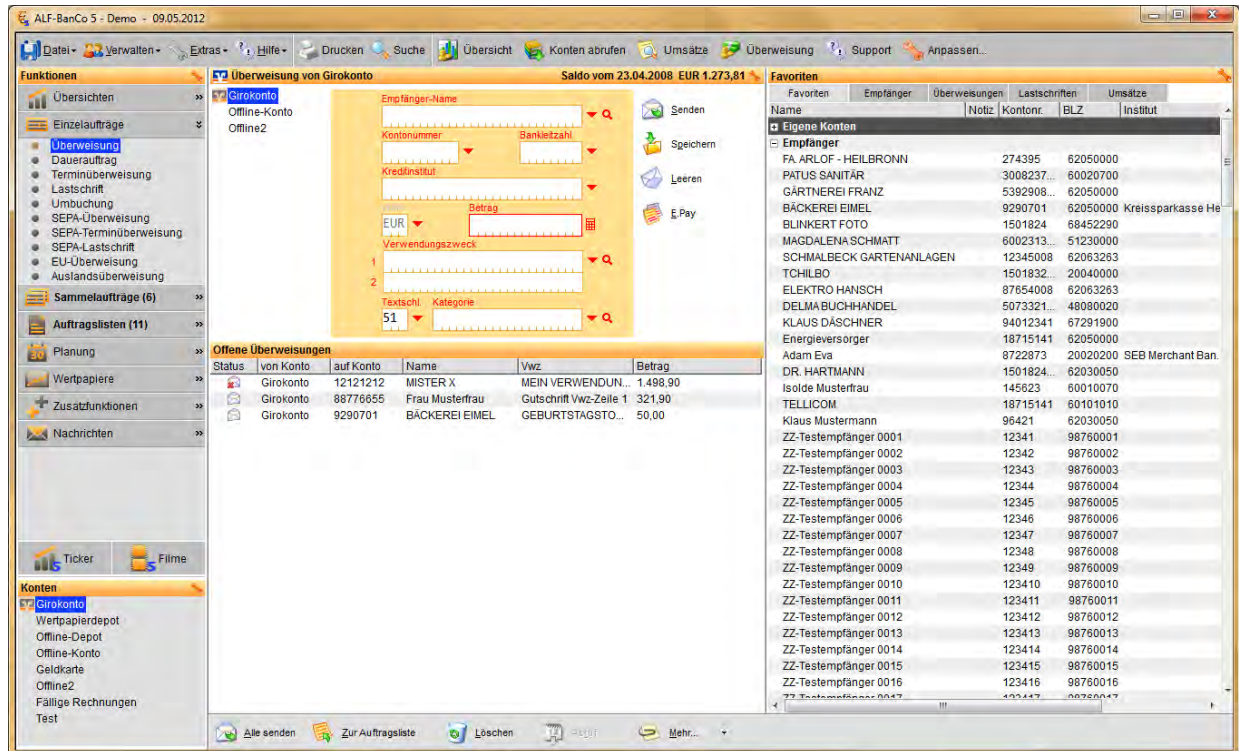 ALF-BanCo 5 - Demo - 09.05.2012
Datei Verwalten Extras Hilfe Drucken Suche Übersicht Konten abrufen Umsätze Überweisung Support Anpassen...
Funktionen
Übersichten
Einzelaufträge
Überweisung
Dauerauftrag
Terminüberweisung
Lastschrift
Umbuchung
SEPA-Überweisung
SEPA-Terminüberweisung
SEPA-Lastschrift
EU-Überweisung
Auslandsüberweisung
Sammelaufträge (6)
Auftragslisten (11)
Planung
Wertpapiere
Zusatzfunktionen
Nachrichten
Ticker Filme
Konten
Girokonto
Wertpapierdepot
Offline-Depot
Offline-Konto
Geldkarte
Offline2
Fällige Rechnungen
Test
Überweisung von Girokonto Saldo vom 23.04.2008 EUR 1.273,81
Girokonto
Offline-Konto
Offline2
Empfänger-Name
Kontonummer Bankleitzahl
Kreditinstitut
Betrag
EUR
Verwendungszweck
1
2
Textschl. Kategorie
51
Senden
Speichern
Leeren
E.Pay
Offene Überweisungen
Status von Konto auf Konto Name Vwz Betrag
Girokonto 12121212 MISTER X MEIN VERWENDUN... 1.498,90
Girokonto 88776655 Frau Musterfrau Gutschrift Vwz-Zeile 1 321,90
Girokonto 9290701 BÄCKEREI EIMEL GEBURTSTAGSTO... 50,00
Alle senden Zur Auftragsliste Löschen Mehr...
Favoriten
Favoriten Empfänger Überweisungen Lastschriften Umsätze
Name Notiz Kontonr. BLZ Institut
Eigene Konten
Empfänger
FA. ARLOF - HEILBRONN 274395 62050000
PATUS SANITÄR 3008237... 60020700
GÄRTNEREI FRANZ 5392908... 62050000
BÄCKEREI EIMEL 9290701 62050000 Kreissparkasse He
BLINKERT FOTO 1501824 68452290
MAGDALENA SCHMATT 6002313... 51230000
SCHMALBECK GARTENANLAGEN 12345008 62063263
TCHILBO 1501832... 20040000
ELEKTRO HANSCH 87654008 62063263
DELMA BUCHHANDEL 5073321... 48080020
KLAUS DÄSCHNER 94012341 67291900
Energieversorger 18715141 62050000
Adam Eva 8722873 20020200 SEB Merchant Ban.
DR. HARTMANN 1501824... 62030050
Isolde Musterfrau 145623 60010070
TELLICOM 18715141 60101010
Klaus Mustermann 96421 62030050
ZZ-Testempfänger 0001 12341 98760001
ZZ-Testempfänger 0002 12342 98760002
ZZ-Testempfänger 0003 12343 98760003
ZZ-Testempfänger 0004 12344 98760004
ZZ-Testempfänger 0005 12345 98760005
ZZ-Testempfänger 0006 12346 98760006
ZZ-Testempfänger 0007 12347 98760007
ZZ-Testempfänger 0008 12348 98760008
ZZ-Testempfänger 0009 12349 98760009
ZZ-Testempfänger 0010 123410 98760010
ZZ-Testempfänger 0011 123411 98760011
ZZ-Testempfänger 0012 123412 98760012
ZZ-Testempfänger 0013 123413 98760013
ZZ-Testempfänger 0014 123414 98760014
ZZ-Testempfänger 0015 123415 98760015
ZZ-Testempfänger 0016 123416 98760016